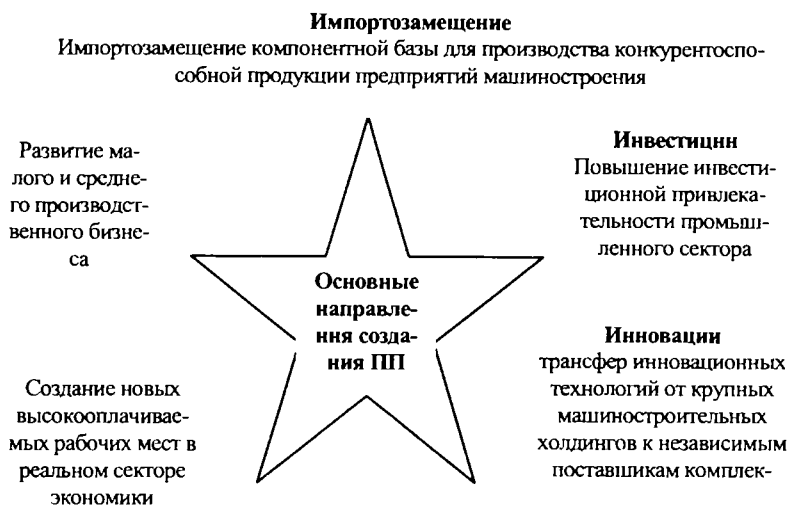 Импортозамещение
Импортозамещение компонентной базы для производства конкурентоспо-
собной продукции предприятий машиностроения
Развитие ма-
лого и средне-
го производст-
венного бизне-
са
Инвестиции
Повышение инвести-
ционной привлека-
тельности промыш-
ленного сектора
Основные
направле-
ния созда-
ния ПП
Создание новых
высокооплачивае-
мых рабочих мест в
реальном секторе
экономики
Инновации
трансфер инновационных
технологий от крупных
машиностроительных
холдингов к независимым
поставщикам комплек-